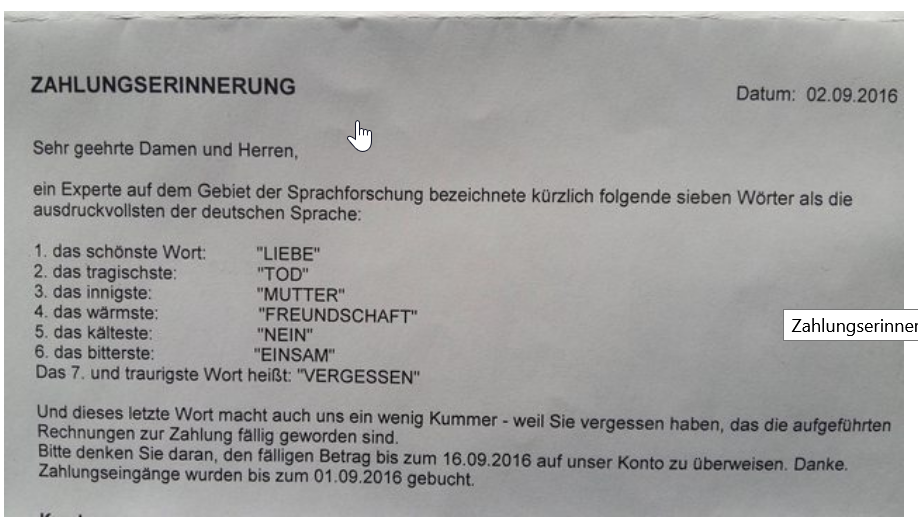 ZAHLUNGSERINNERUNG
Datum: 02.09.2016
Sehr geehrte Damen und Herren,
ein Experte auf dem Gebiet der Sprachforschung bezeichnete kürzlich folgende sieben Wörter als die
ausdruckvollsten der deutschen Sprache:
1. das schönste Wort: "LIEBE"
2. das tragischste: "TOD"
3. das innigste: "MUTTER"
4. das wärmste: "FREUNDSCHAFT"
5. das kälteste: "NEIN"
6. das bitterste: "EINSAM"
Zahlungserinner
Das 7. und traurigste Wort heißt: "VERGESSEN"
Und dieses letzte Wort macht auch uns ein wenig Kummer - weil Sie vergessen haben, das die aufgeführten
Rechnungen zur Zahlung fällig geworden sind.
Bitte denken Sie daran, den fälligen Betrag bis zum 16.09.2016 auf unser Konto zu überweisen. Danke.
Zahlungseingänge wurden bis zum 01.09.2016 gebucht.